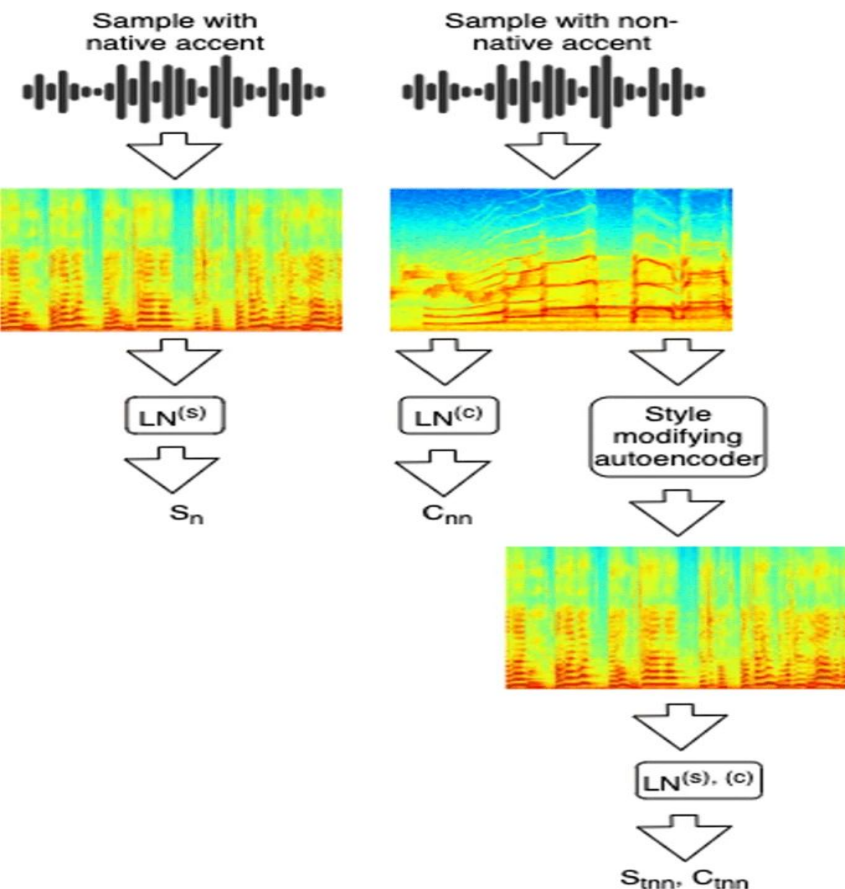 Sample with
native accent
Sample with non-
native accent
LN(s)
LN(c)
Style
modifying
autoencoder
Sn
Cnn
LN(s), (c)
Stnn, Ctnn